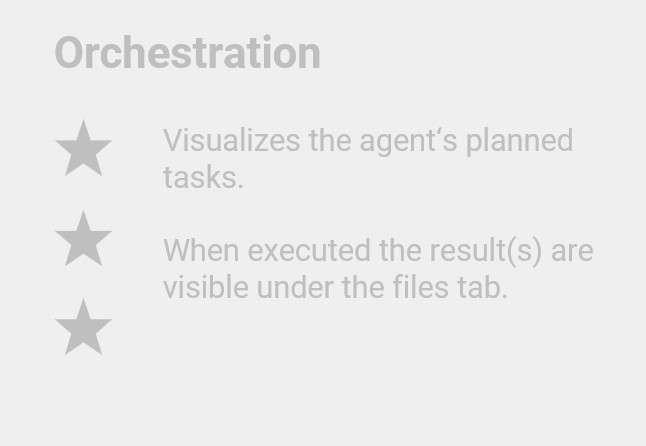 Orchestration
Visualizes the agent‘s planned
tasks.
When executed the result(s) are
visible under the files tab.